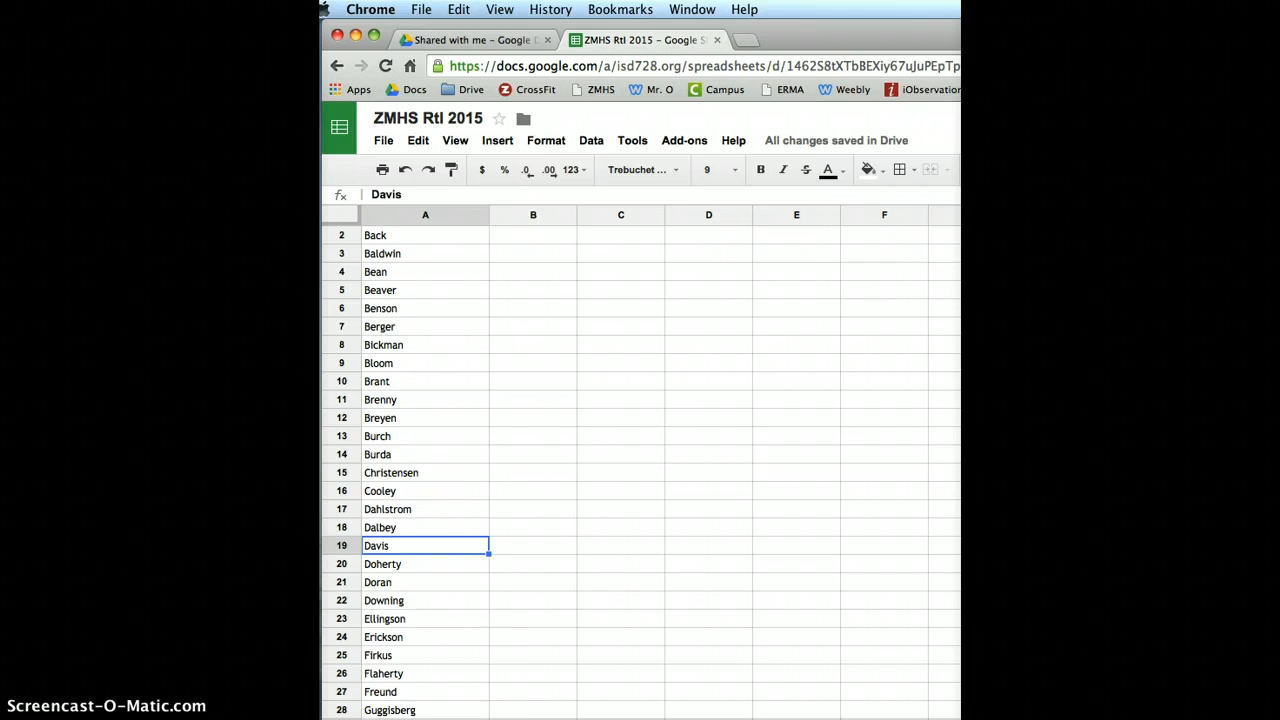 Chrome File Edit View History Bookmarks Window Help
Shared with me - Google D ZMHS RtI 2015 - Google S
https://docs.google.com/a/isd728.org/spreadsheets/d/
Apps Docs Drive CrossFit ZMHS Mr. O Campus ERMA Weebly iObservation
ZMHS RtI 2015
File Edit View Insert Format Data Tools Add-ons Help All changes saved in Drive
$ % .0 .00 123 Trebuchet ... 9 B I S A
fx Davis
A B C D E F
2 Back
3 Baldwin
4 Bean
5 Beaver
6 Benson
7 Berger
8 Bickman
9 Bloom
10 Brant
11 Brenny
12 Breyen
13 Burch
14 Burda
15 Christensen
16 Cooley
17 Dahlstrom
18 Dalbey
19 Davis
20 Doherty
21 Doran
22 Downing
23 Ellingson
24 Erickson
25 Firkus
26 Flaherty
27 Freund
28 Guggisberg
Screencast-O-Matic.com